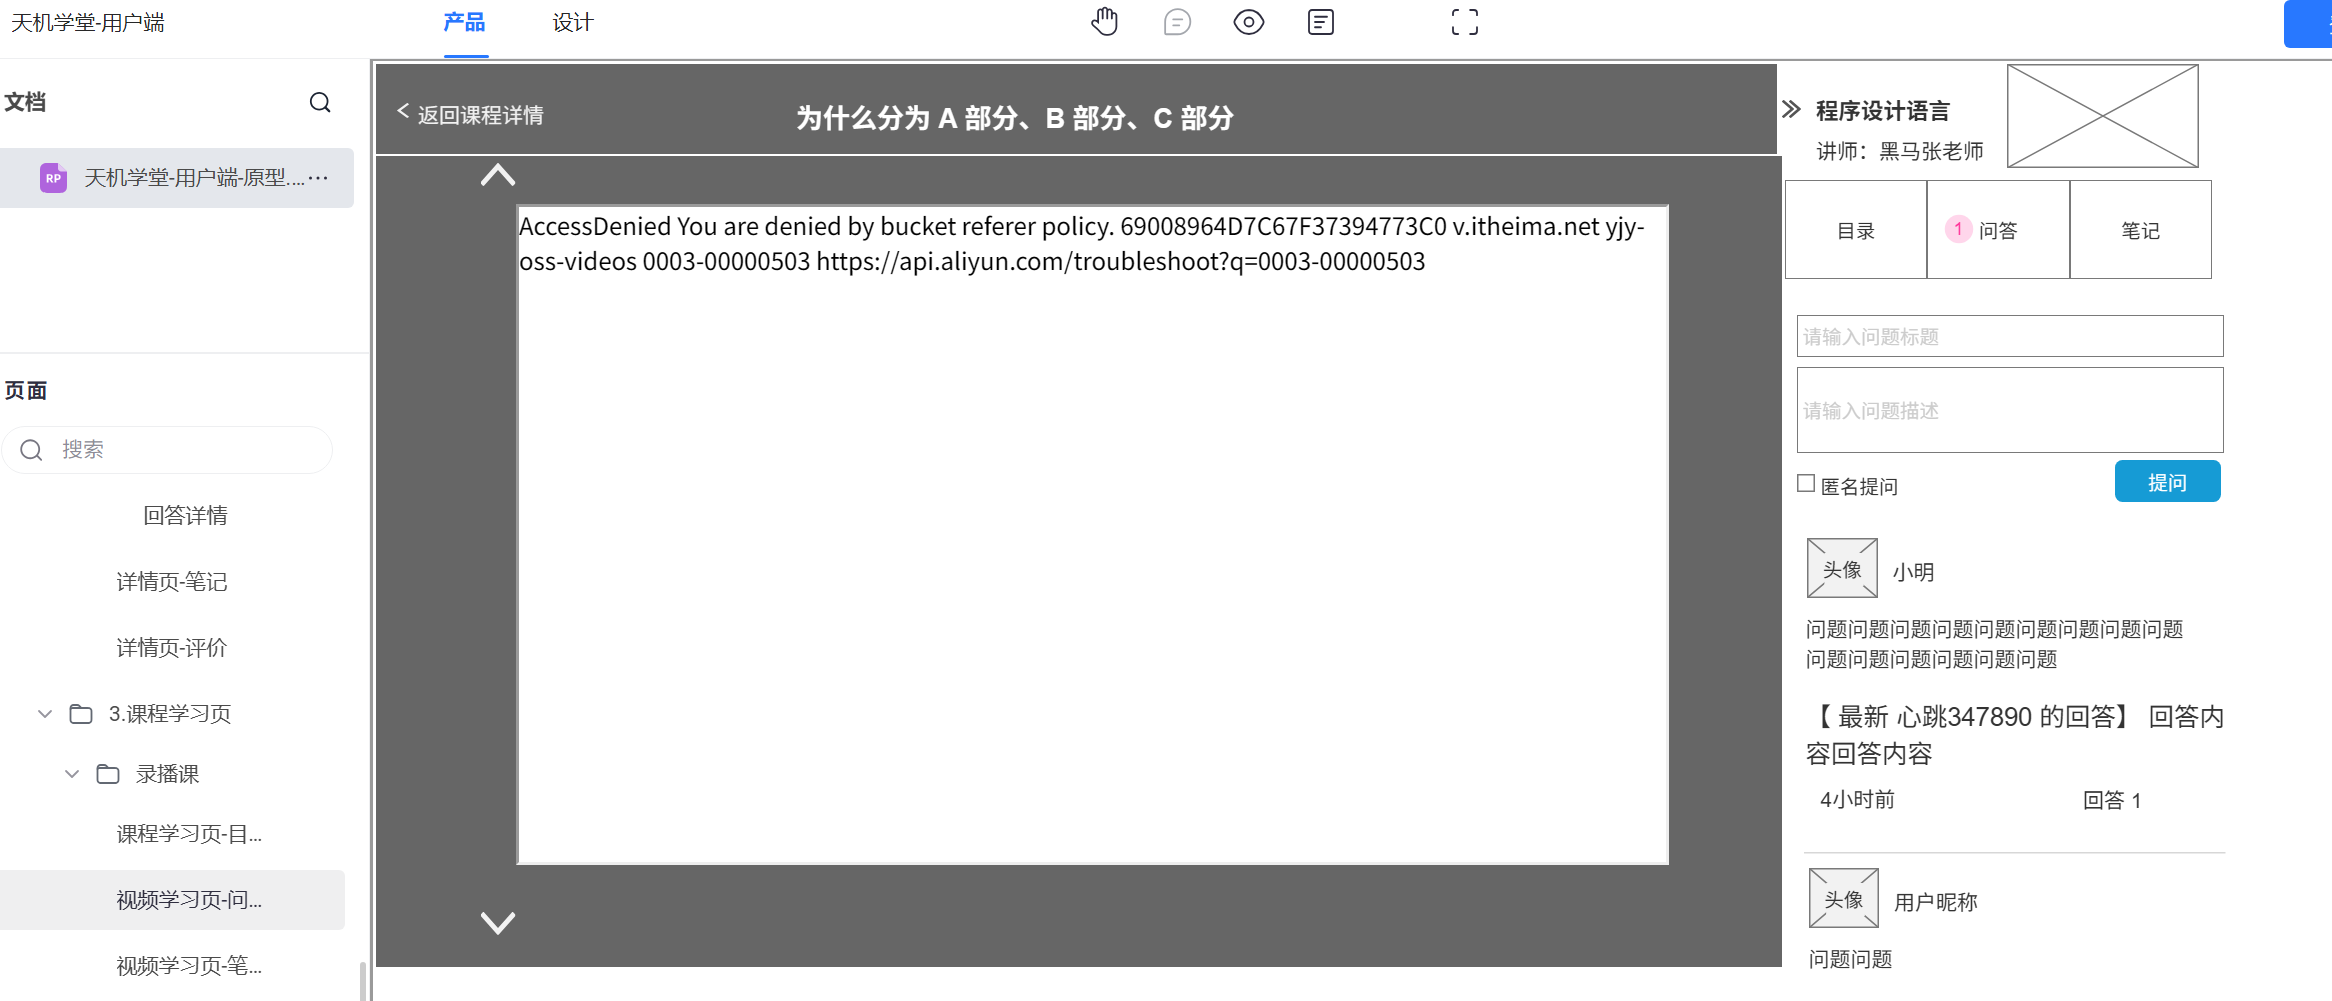 天机学堂-用户端
产品
设计
文档
RP
天机学堂-用户端-原型....
页面
搜索
回答详情
详情页-笔记
详情页-评价
3.课程学习页
录播课
课程学习页-目...
视频学习页-问...
视频学习页-笔...
返回课程详情
为什么分为 A 部分、B 部分、C 部分
AccessDenied You are denied by bucket referer policy. 69008964D7C67F37394773C0 v.itheima.net yjy-
oss-videos 0003-00000503 https://api.aliyun.com/troubleshoot?q=0003-00000503
程序设计语言
讲师：黑马张老师
目录
1 问答
笔记
请输入问题标题
请输入问题描述
匿名提问
提问
头像
小明
问题问题问题问题问题问题问题问题问题
问题问题问题问题问题问题
【 最新 心跳347890 的回答】 回答内
容回答内容
4小时前
回答 1
头像
用户昵称
问题问题